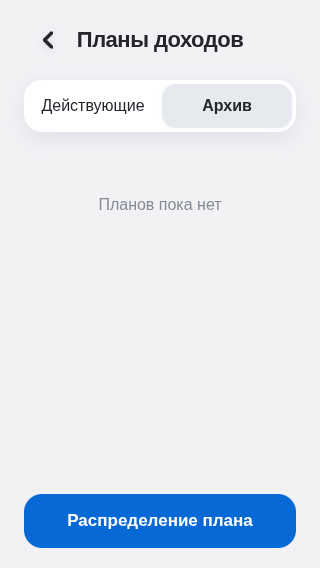 Планы доходов
Действующие
Архив
Планов пока нет
Распределение плана